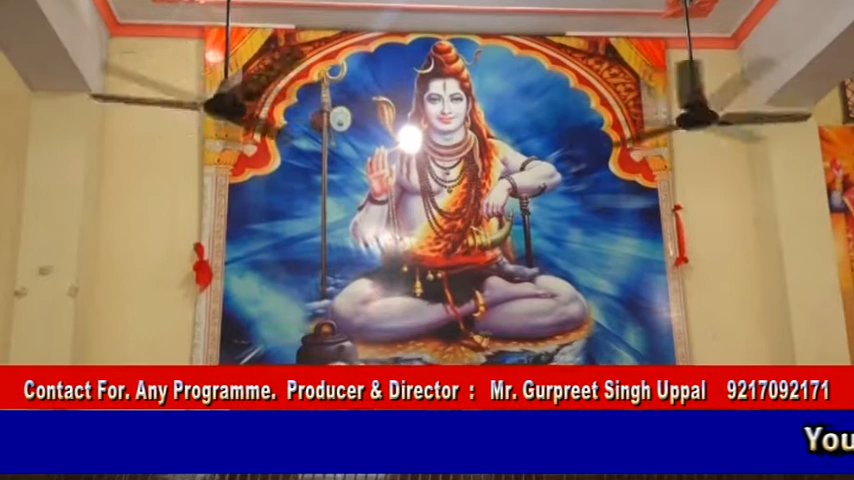 Contact For. Any Programme. Producer & Director : Mr. Gurpreet Singh Uppal 9217092171
You